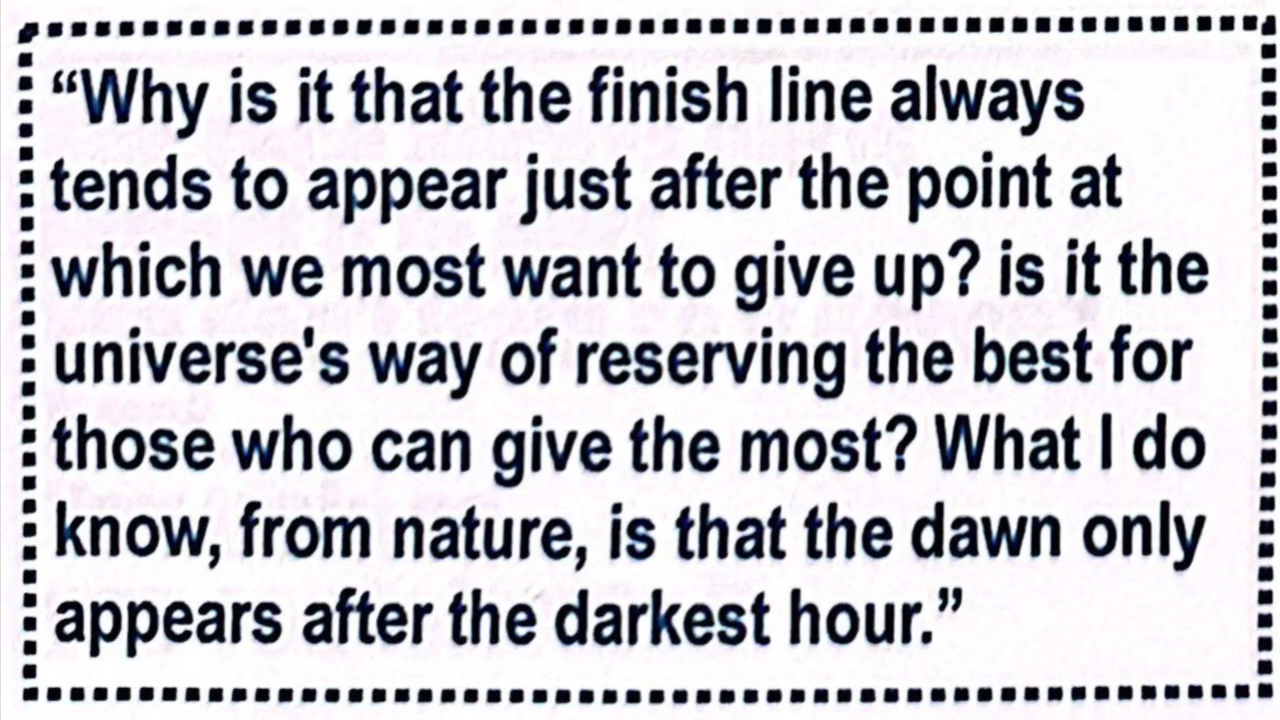 “Why is it that the finish line always
tends to appear just after the point at
which we most want to give up? is it the
universe's way of reserving the best for
those who can give the most? What I do
know, from nature, is that the dawn only
appears after the darkest hour.”